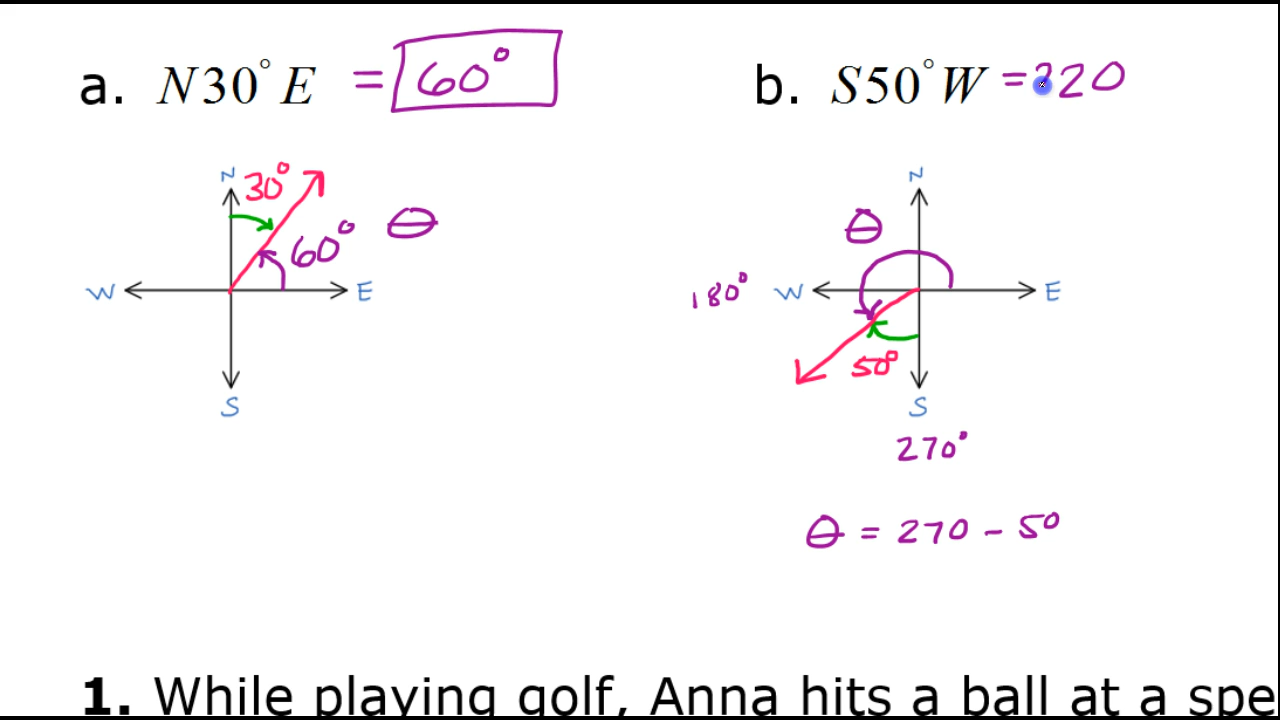 a. N30° E = 60°
b. S50° W = 220
N 30°
60° θ
W E
S
N
θ
180° W E
50°
S
270°
θ = 270 - 50
1. While playing golf, Anna hits a ball at a spe